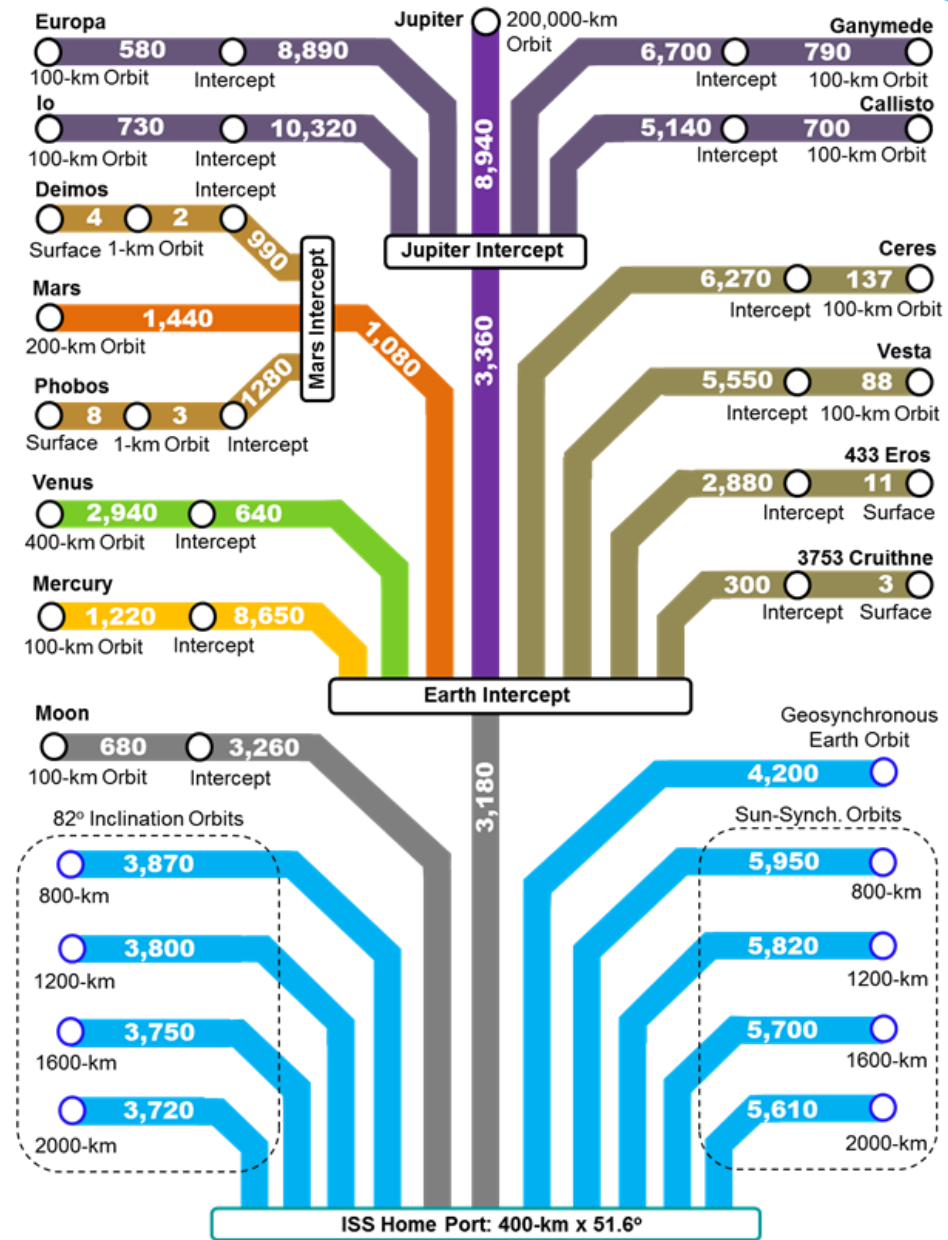 Jupiter
200,000-km
Orbit
Europa
580
8,890
100-km Orbit
Intercept
Ganymede
6,700
790
Intercept
100-km Orbit
Io
730
10,320
100-km Orbit
Intercept
Callisto
5,140
700
Intercept
100-km Orbit
8,940
Jupiter Intercept
Deimos
Intercept
4
2
990
Surface
1-km Orbit
Mars
1,440
200-km Orbit
Mars Intercept
1,080
Phobos
8
3
1280
Surface
1-km Orbit
Intercept
3,360
Ceres
6,270
137
Intercept
100-km Orbit
Vesta
5,550
88
Intercept
100-km Orbit
433 Eros
2,880
11
Intercept
Surface
3753 Cruithne
300
3
Intercept
Surface
Venus
2,940
640
400-km Orbit
Intercept
Mercury
1,220
8,650
100-km Orbit
Intercept
Earth Intercept
Moon
680
3,260
100-km Orbit
Intercept
3,180
Geosynchronous
Earth Orbit
4,200
82º Inclination Orbits
3,870
800-km
3,800
1200-km
3,750
1600-km
3,720
2000-km
Sun-Synch. Orbits
5,950
800-km
5,820
1200-km
5,700
1600-km
5,610
2000-km
ISS Home Port: 400-km x 51.6º